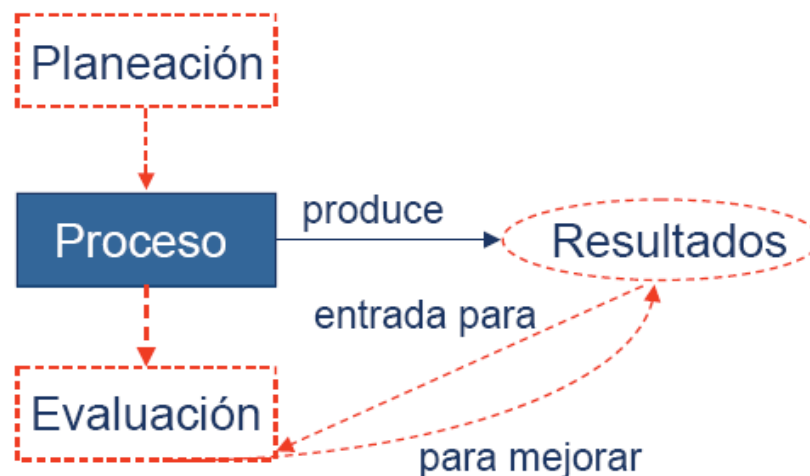 Planeación
produce
Proceso
Resultados
entrada para
Evaluación
para mejorar